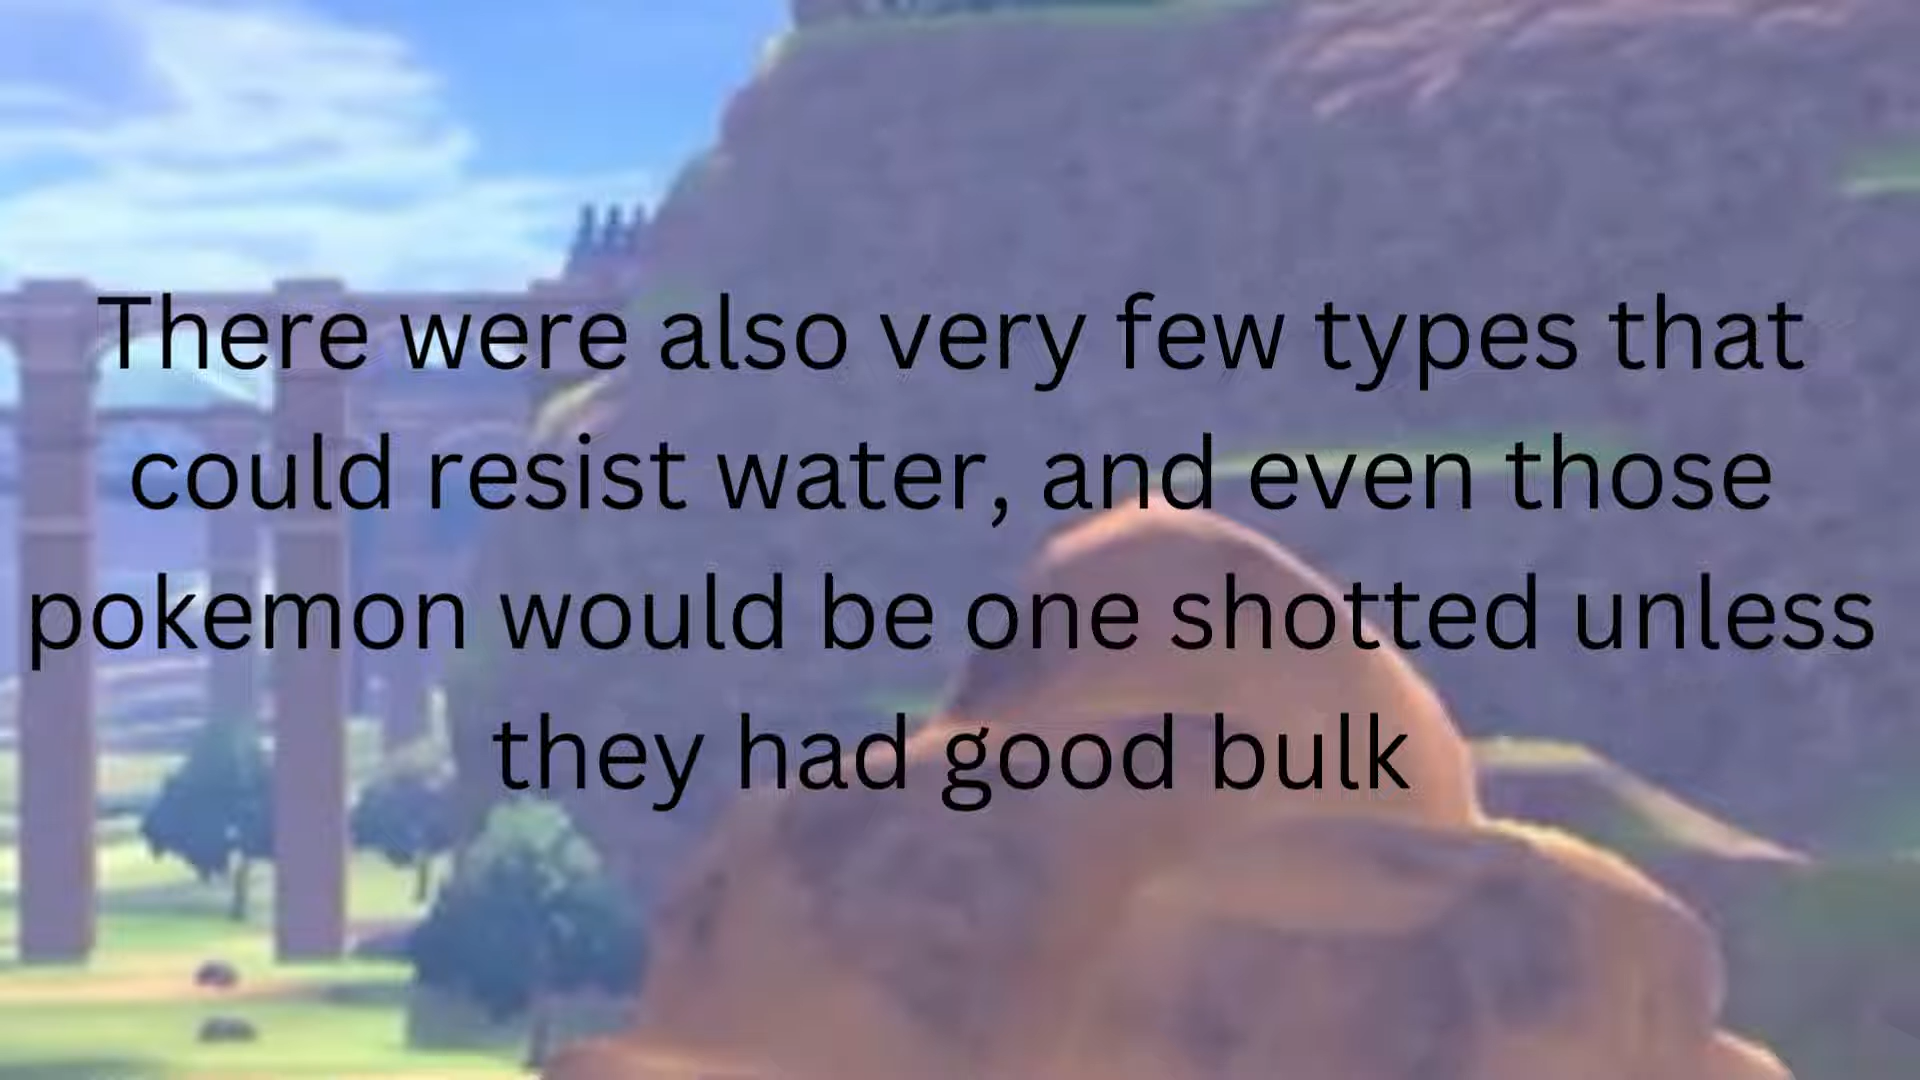 There were also very few types that
could resist water, and even those
pokemon would be one shotted unless
they had good bulk